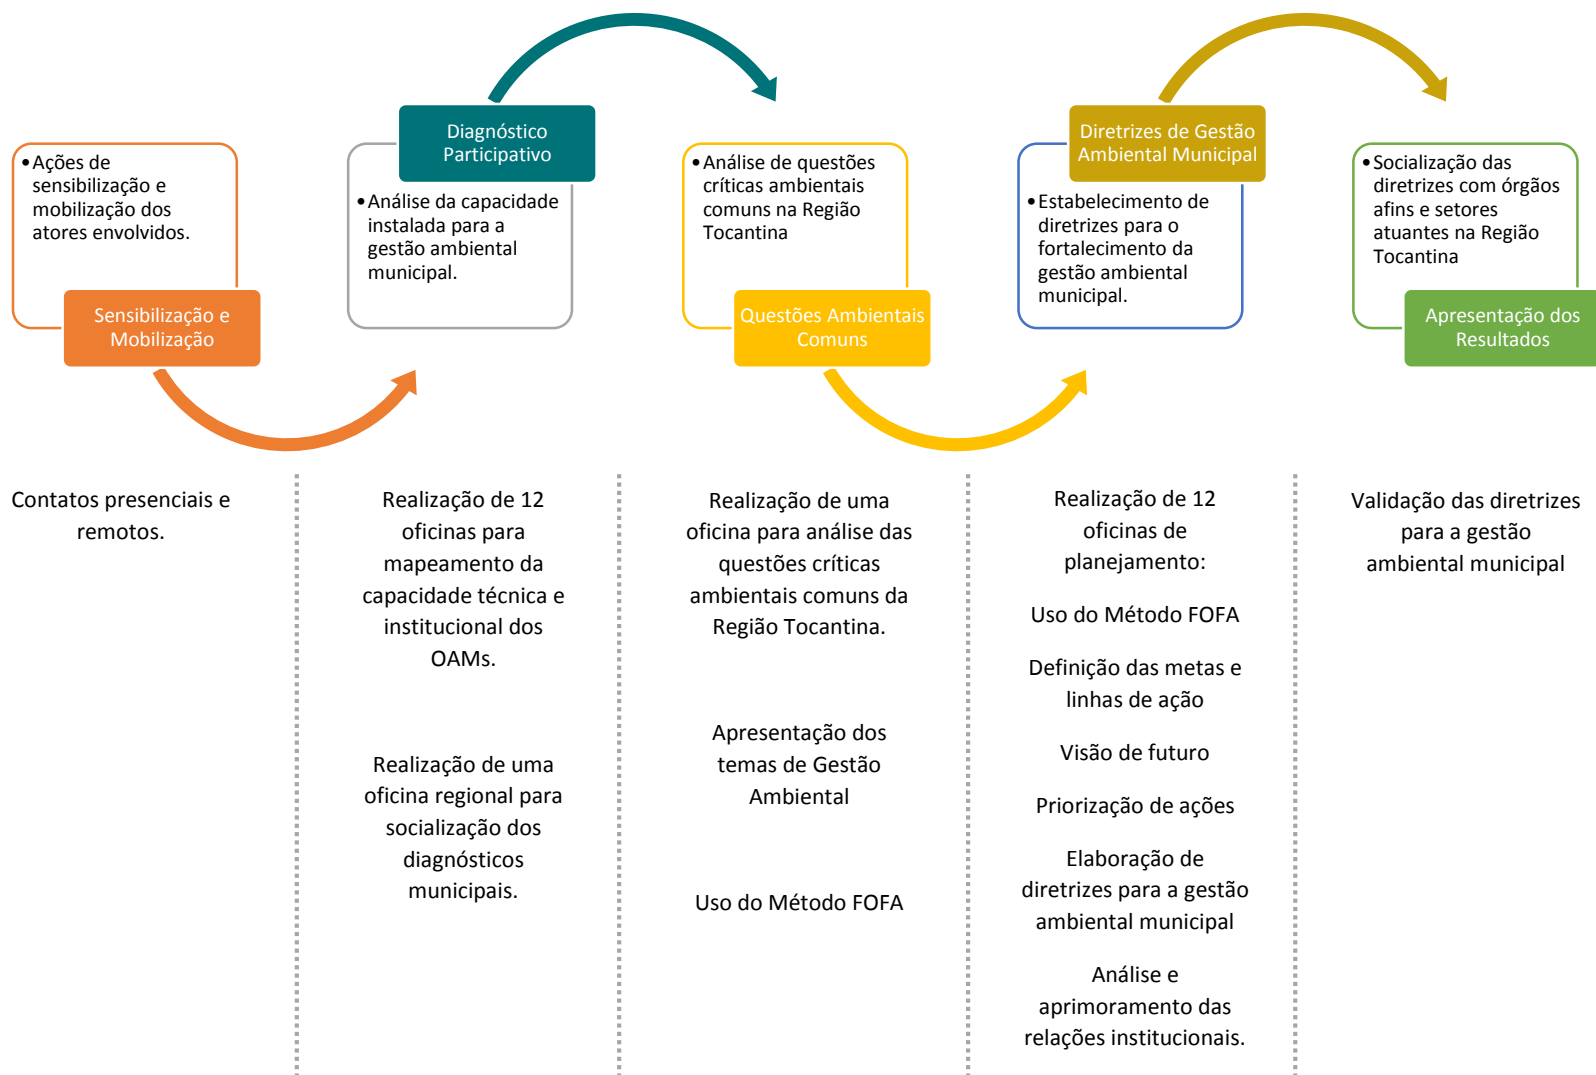 •Ações de
sensibilização e
mobilização dos
atores envolvidos.
Sensibilização e
Mobilização
Diagnóstico
Participativo
•Análise da capacidade
instalada para a
gestão ambiental
municipal.
•Análise de questões
críticas ambientais
comuns na Região
Tocantina
Questões Ambientais
Comuns
Diretrizes de Gestão
Ambiental Municipal
•Estabelecimento de
diretrizes para o
fortalecimento da
gestão ambiental
municipal.
•Socialização das
diretrizes com órgãos
afins e setores
atuantes na Região
Tocantina
Apresentação dos
Resultados
Contatos presenciais e
remotos.
Realização de 12
oficinas para
mapeamento da
capacidade técnica e
institucional dos
OAMs.
Realização de uma
oficina regional para
socialização dos
diagnósticos
municipais.
Realização de uma
oficina para análise das
questões críticas
ambientais comuns da
Região Tocantina.
Apresentação dos
temas de Gestão
Ambiental
Uso do Método FOFA
Realização de 12
oficinas de
planejamento:
Uso do Método FOFA
Definição das metas e
linhas de ação
Visão de futuro
Priorização de ações
Elaboração de
diretrizes para a gestão
ambiental municipal
Análise e
aprimoramento das
relações institucionais.
Validação das diretrizes
para a gestão
ambiental municipal